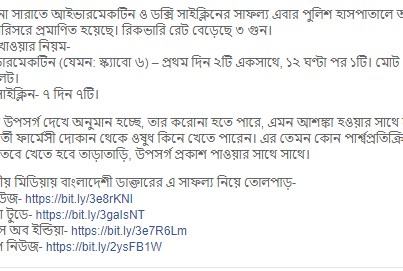 না সারাতে আইভারমেকটিন ও ডক্সি সাইক্লিনের সাফল্য এবার পুলিশ হাসপাতালে
রিসরে প্রমাণিত হয়েছে। রিকভারি রেট বেড়েছে ৩ গুন।
খাওয়ার নিয়ম-
ারমেকটিন (যেমন: স্ক্যাবো ৬) – প্রথম দিন ২টি একসাথে, ১২ ঘণ্টা পর ১টি। মোট
লেট।
সাইক্লিন- ৭ দিন ৭টি।
উপসর্গ দেখে অনুমান হচ্ছে, তার করোনা হতে পারে, এমন আশঙ্কা হওয়ার সাথে
র্তী ফার্মেসী দোকান থেকে ওষুধ কিনে খেতে পারেন। এর তেমন কোন পার্শ্বপ্রতিক্রি
তবে খেতে হবে তাড়াতাড়ি, উপসর্গ প্রকাশ পাওয়ার সাথে সাথে।
ীয় মিডিয়ায় বাংলাদেশী ডাক্তারের এ সাফল্য নিয়ে তোলপাড়-
উজ- https://bit.ly/3e8rKNl
া টুডে- https://bit.ly/3galsNT
স অব ইন্ডিয়া- https://bit.ly/3e7R6Lm
প নিউজ- https://bit.ly/2ysFB1W